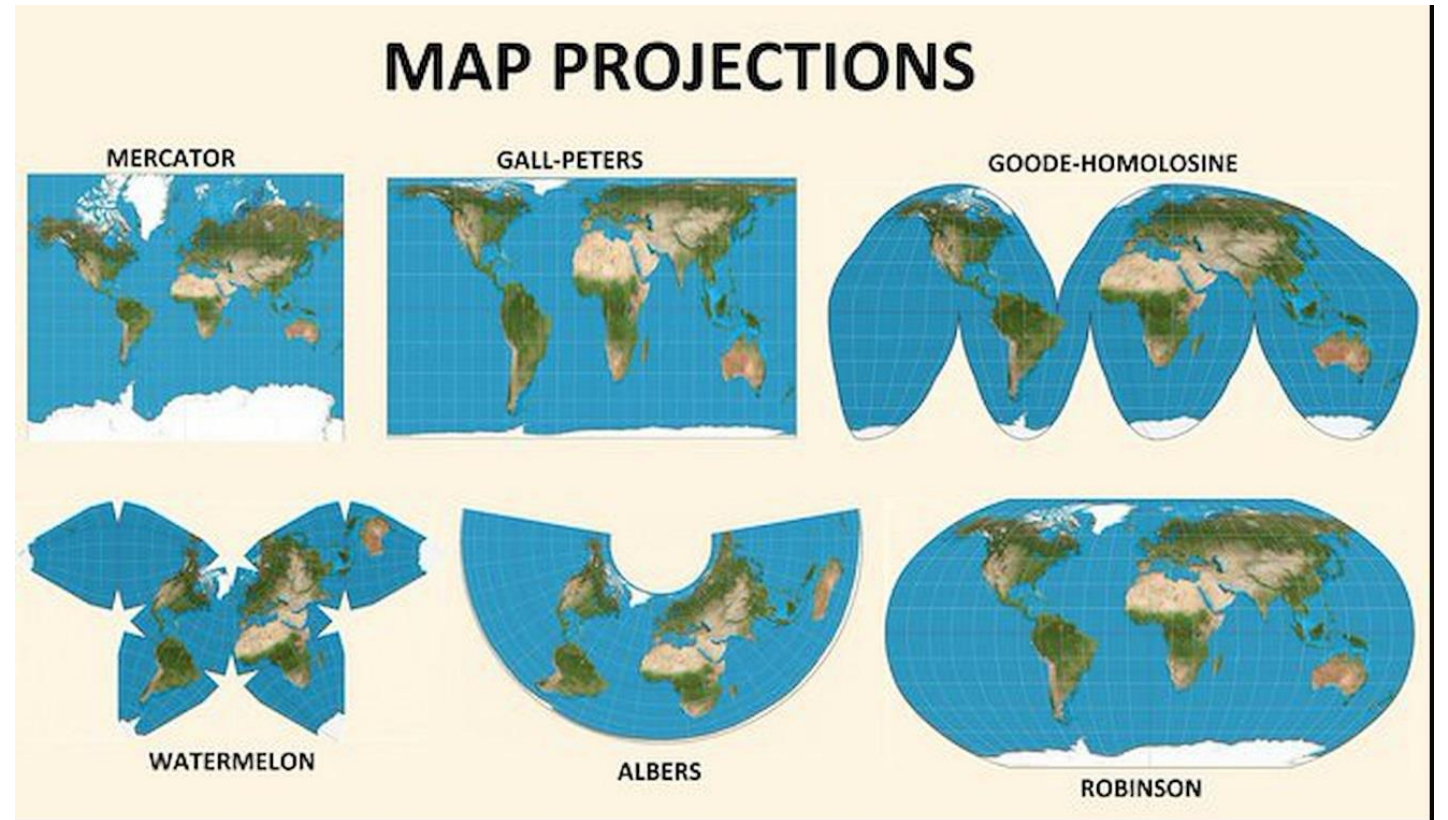 MAP PROJECTIONS
MERCATOR
GALL-PETERS
GOODE-HOMOLOSINE
WATERMELON
ALBERS
ROBINSON